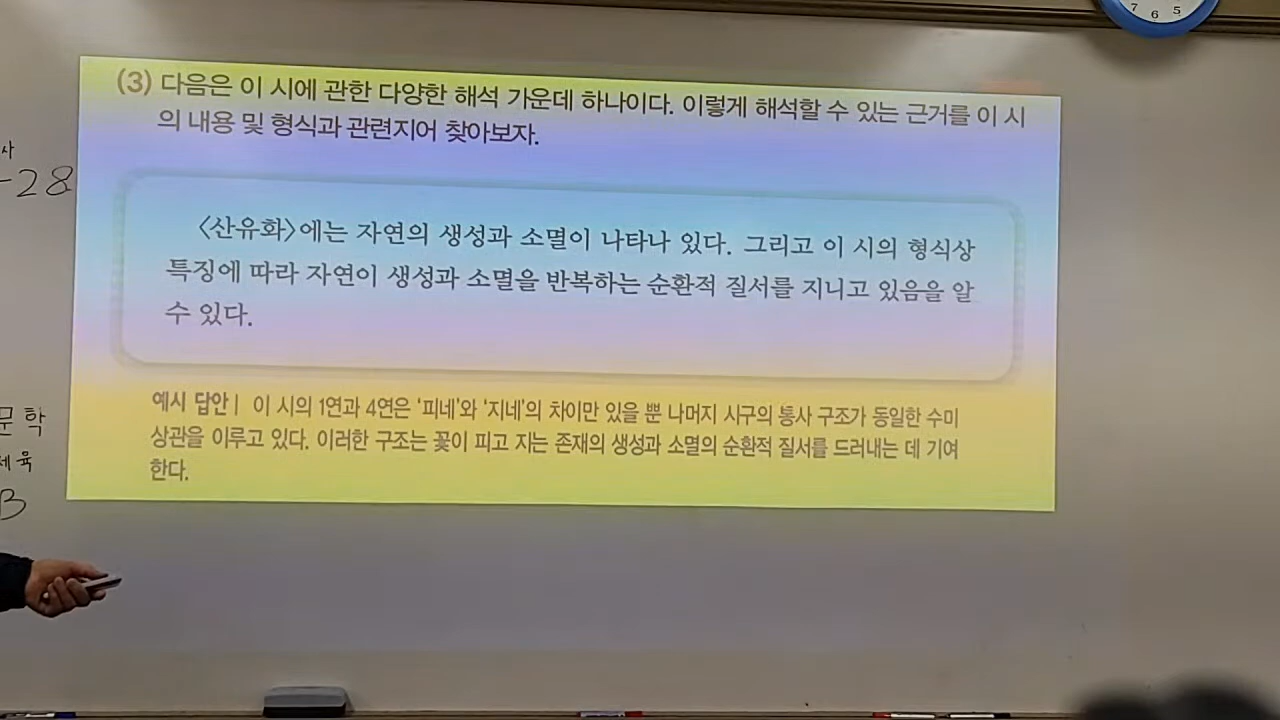 7 6 5
(3) 다음은 이 시에 관한 다양한 해석 가운데 하나이다. 이렇게 해석할 수 있는 근거를 이 시
의 내용 및 형식과 관련지어 찾아보자.
사
-28
〈산유화〉에는 자연의 생성과 소멸이 나타나 있다. 그리고 이 시의 형식상
특징에 따라 자연이 생성과 소멸을 반복하는 순환적 질서를 지니고 있음을 알
수 있다.
예시 답안 | 이 시의 1연과 4연은 ‘피네’와 ‘지네’의 차이만 있을 뿐 나머지 시구의 통사 구조가 동일한 수미
상관을 이루고 있다. 이러한 구조는 꽃이 피고 지는 존재의 생성과 소멸의 순환적 질서를 드러내는 데 기여
한다.
문학
체육
B